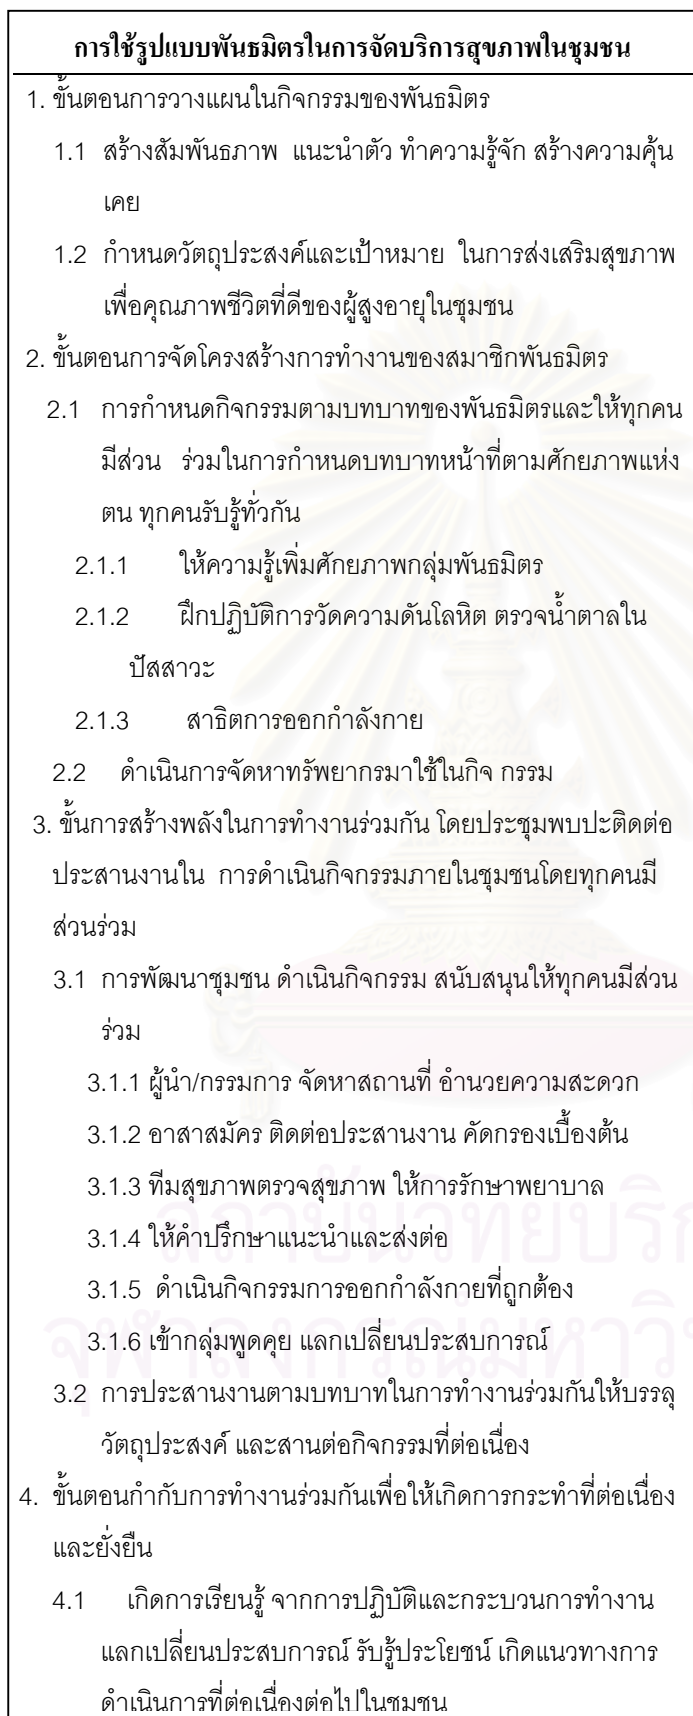 การใช้รูปแบบพันธมิตรในการจัดบริการสุขภาพในชุมชน
1. ขั้นตอนการวางแผนในกิจกรรมของพันธมิตร
1.1 สร้างสัมพันธภาพ แนะนำตัว ทำความรู้จัก สร้างความคุ้น
เคย
1.2 กำหนดวัตถุประสงค์และเป้าหมาย ในการส่งเสริมสุขภาพ
เพื่อคุณภาพชีวิตที่ดีของผู้สูงอายุในชุมชน
2. ขั้นตอนการจัดโครงสร้างการทำงานของสมาชิกพันธมิตร
2.1 การกำหนดกิจกรรมตามบทบาทของพันธมิตรและให้ทุกคน
มีส่วน ร่วมในการกำหนดบทบาทหน้าที่ตามศักยภาพแห่ง
ตน ทุกคนรับรู้ทั่วกัน
2.1.1 ให้ความรู้เพิ่มศักยภาพกลุ่มพันธมิตร
2.1.2 ฝึกปฏิบัติการวัดความดันโลหิต ตรวจน้ำตาลใน
ปัสสาวะ
2.1.3 สาธิตการออกกำลังกาย
2.2 ดำเนินการจัดหาทรัพยากรมาใช้ในกิจ กรรม
3. ขั้นการสร้างพลังในการทำงานร่วมกัน โดยประชุมพบปะติดต่อ
ประสานงานใน การดำเนินกิจกรรมภายในชุมชนโดยทุกคนมี
ส่วนร่วม
3.1 การพัฒนาชุมชน ดำเนินกิจกรรม สนับสนุนให้ทุกคนมีส่วน
ร่วม
3.1.1 ผู้นำ/กรรมการ จัดหาสถานที่ อำนวยความสะดวก
3.1.2 อาสาสมัคร ติดต่อประสานงาน คัดกรองเบื้องต้น
3.1.3 ทีมสุขภาพตรวจสุขภาพ ให้การรักษาพยาบาล
3.1.4 ให้คำปรึกษาแนะนำและส่งต่อ
3.1.5 ดำเนินกิจกรรมการออกกำลังกายที่ถูกต้อง
3.1.6 เข้ากลุ่มพูดคุย แลกเปลี่ยนประสบการณ์
3.2 การประสานงานตามบทบาทในการทำงานร่วมกันให้บรรลุ
วัตถุประสงค์ และสานต่อกิจกรรมที่ต่อเนื่อง
4. ขั้นตอนกำกับการทำงานร่วมกันเพื่อให้เกิดการกระทำที่ต่อเนื่อง
และยั่งยืน
4.1 เกิดการเรียนรู้ จากการปฏิบัติและกระบวนการทำงาน
แลกเปลี่ยนประสบการณ์ รับรู้ประโยชน์ เกิดแนวทางการ
ดำเนินการที่ต่อเนื่องต่อไปในชุมชน